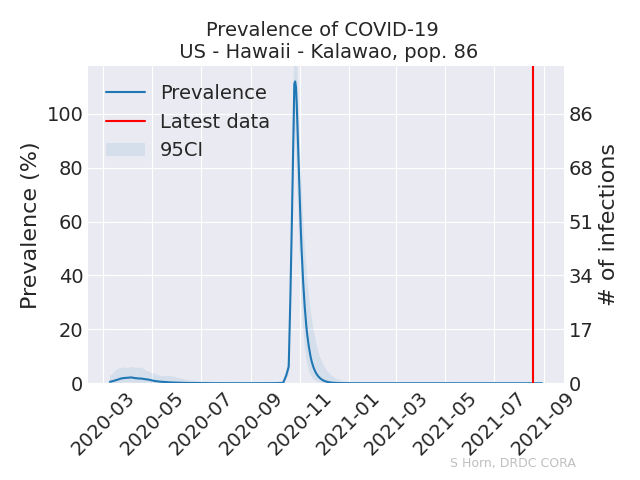 Prevalence of COVID-19
US - Hawaii - Kalawao, pop. 86
Prevalence
Latest data
95CI
Prevalence (%)
100
80
60
40
20
0
# of infections
86
68
51
34
17
0
2020-03
2020-05
2020-07
2020-09
2020-11
2021-01
2021-03
2021-05
2021-07
2021-09
S Horn, DRDC CORA